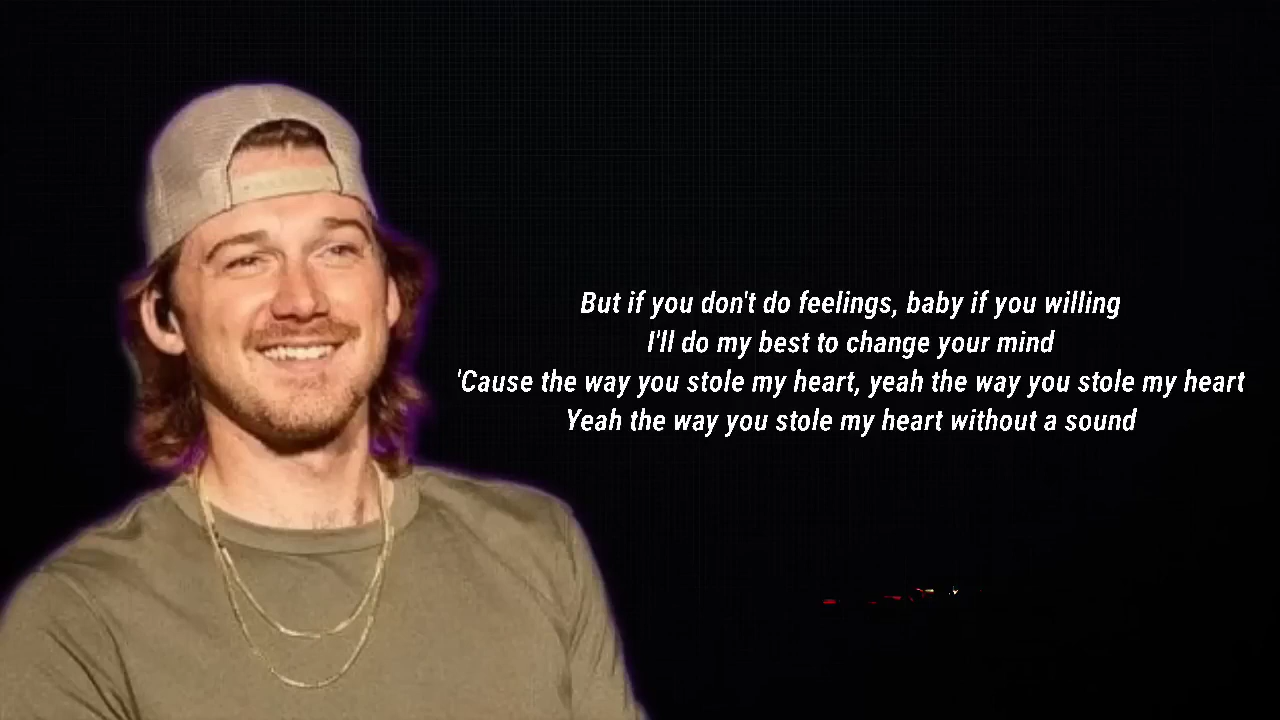 But if you don't do feelings, baby if you willing
I'll do my best to change your mind
'Cause the way you stole my heart, yeah the way you stole my heart
Yeah the way you stole my heart without a sound